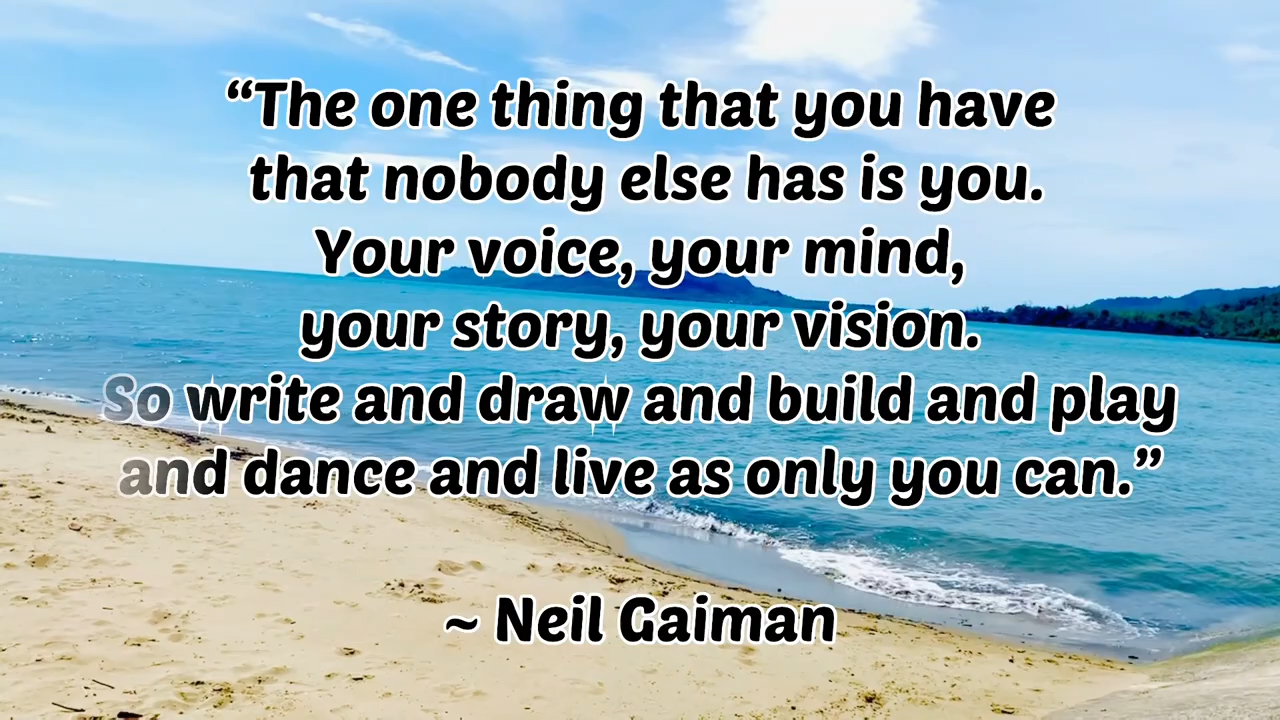 “The one thing that you have
that nobody else has is you.
Your voice, your mind,
your story, your vision.
So write and draw and build and play
and dance and live as only you can.”
~ Neil Gaiman